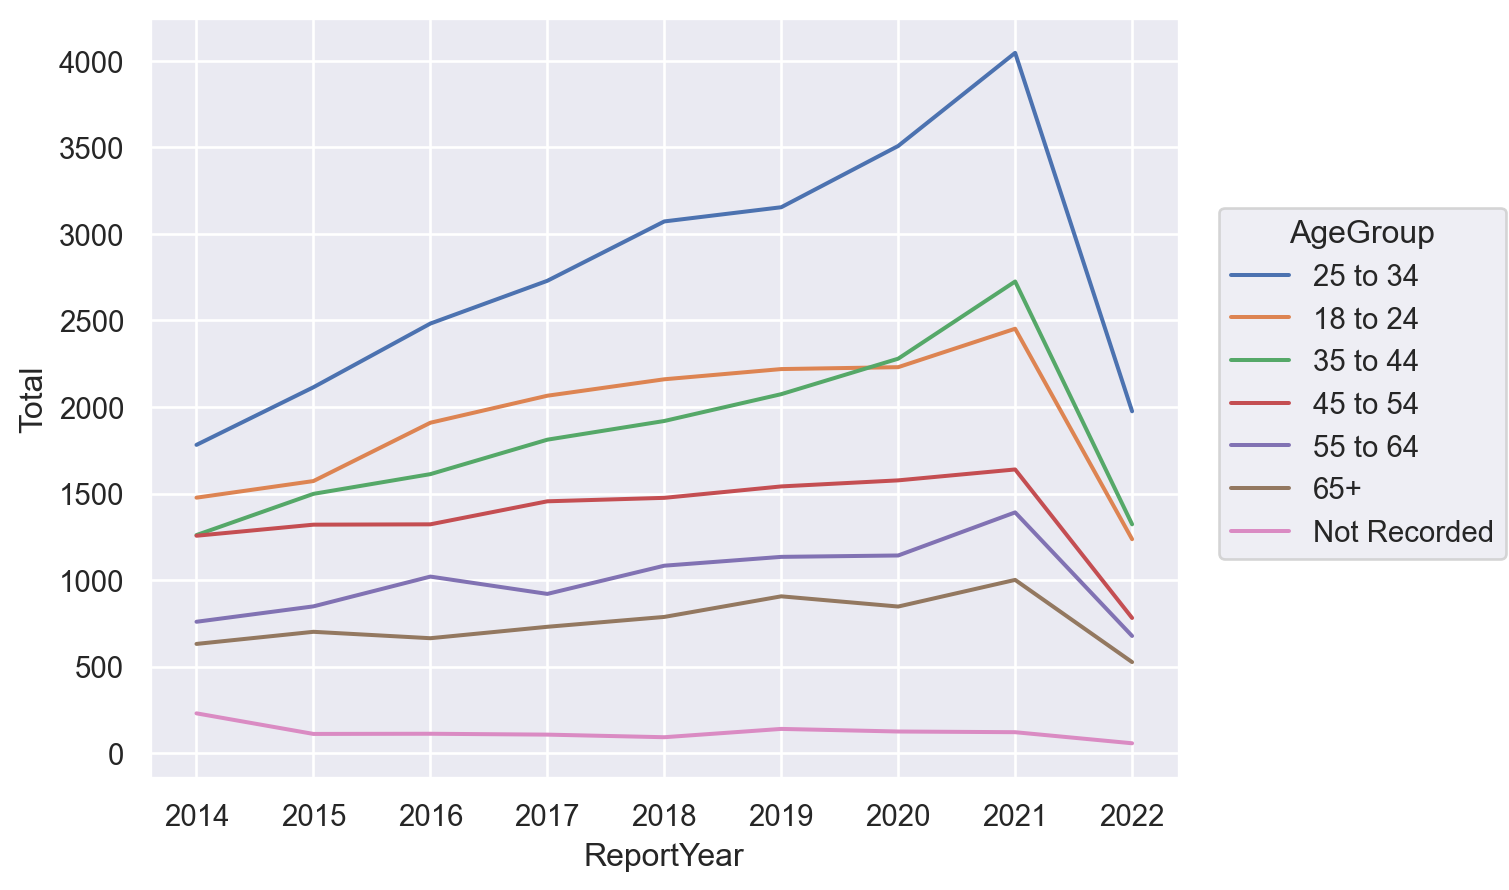 4000
3500
3000
2500
2000
1500
1000
500
0
Total
2014 2015 2016 2017 2018 2019 2020 2021 2022
ReportYear
AgeGroup
25 to 34
18 to 24
35 to 44
45 to 54
55 to 64
65+
Not Recorded